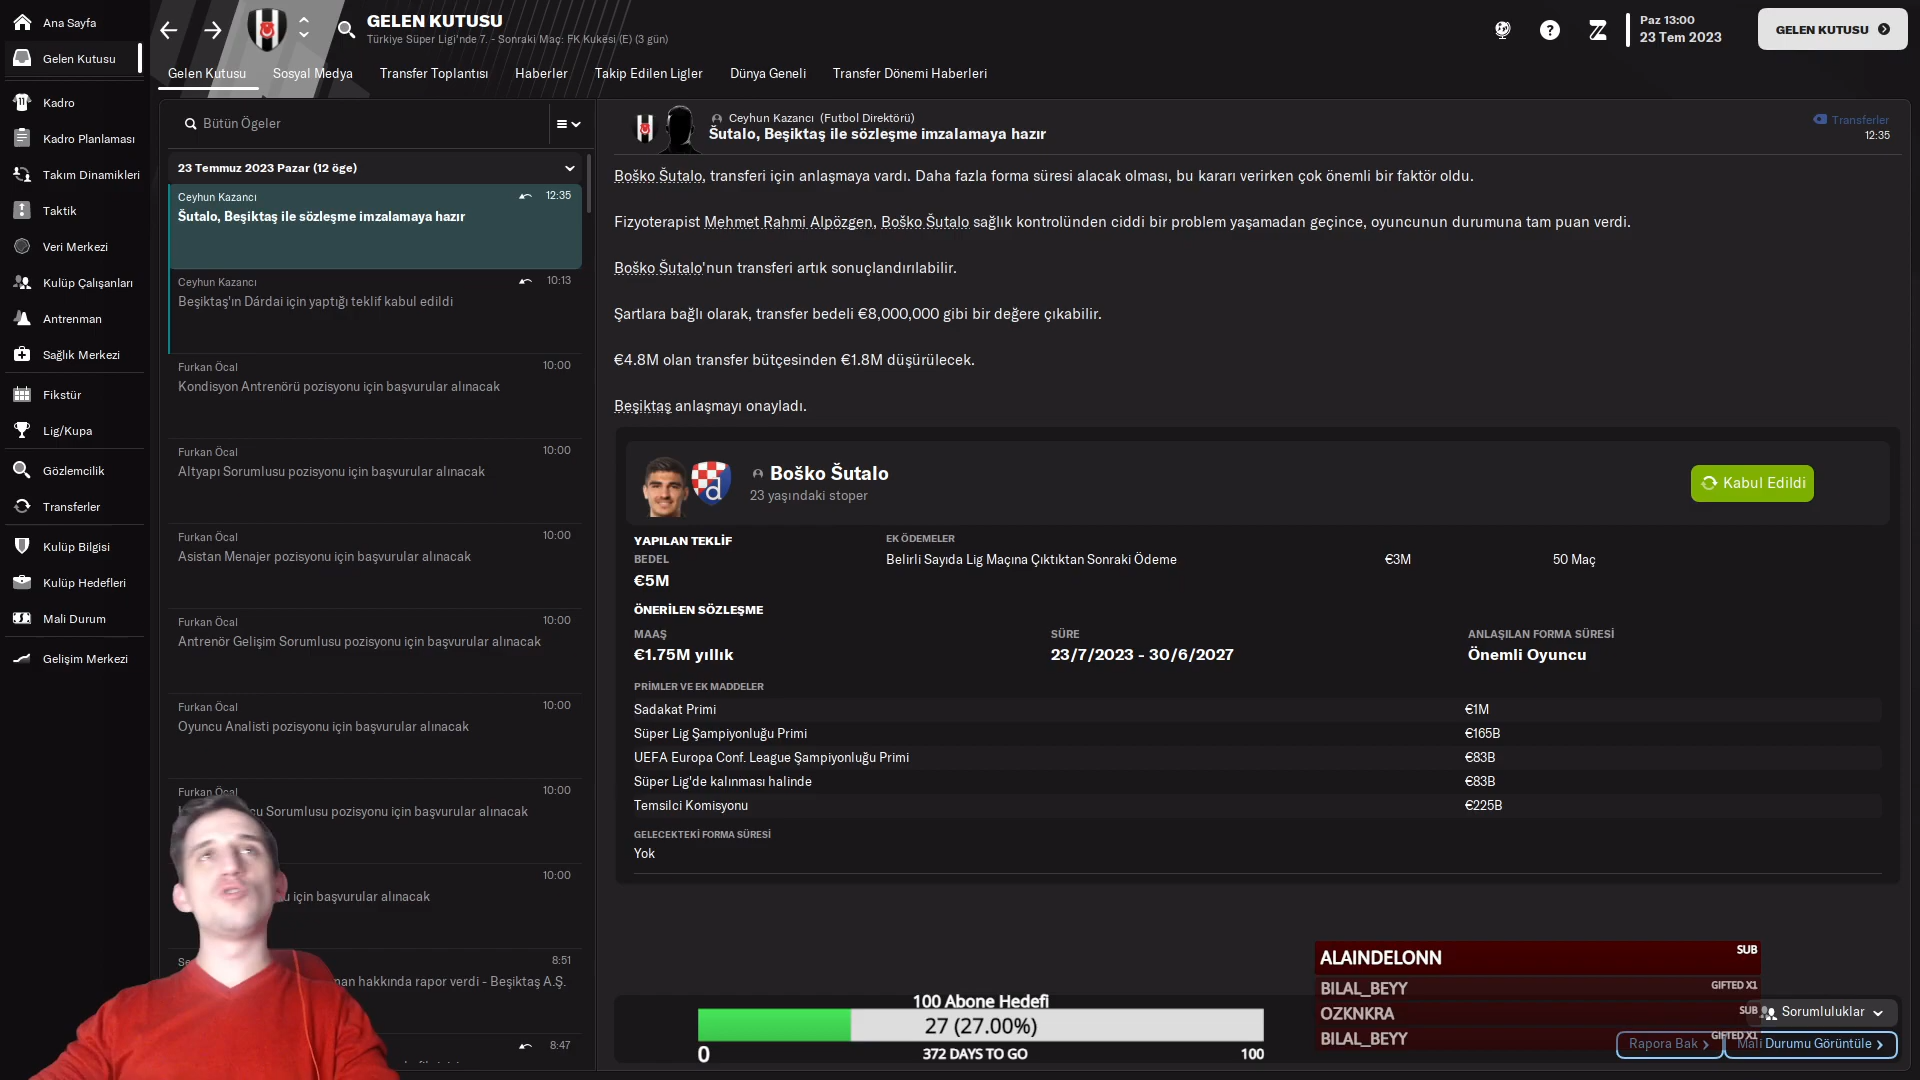 Ana Sayfa
Gelen Kutusu
Kadro
Kadro Planlaması
Takım Dinamikleri
Taktik
Veri Merkezi
Kulüp Çalışanları
Antrenman
Sağlık Merkezi
Fikstür
Lig/Kupa
Gözlemcilik
Transferler
Kulüp Bilgisi
Kulüp Hedefleri
Mali Durum
Gelişim Merkezi
GELEN KUTUSU
Türkiye Süper Ligi'nde 7. - Sonraki Maç: FK Kukësi (E) (3 gün)
Paz 13:00
23 Tem 2023
GELEN KUTUSU
Gelen Kutusu
Sosyal Medya
Transfer Toplantısı
Haberler
Takip Edilen Ligler
Dünya Geneli
Transfer Dönemi Haberleri
Bütün Ögeler
23 Temmuz 2023 Pazar (12 öge)
Ceyhun Kazancı 12:35
Šutalo, Beşiktaş ile sözleşme imzalamaya hazır
Ceyhun Kazancı 10:13
Beşiktaş'ın Dárdai için yaptığı teklif kabul edildi
Furkan Öcal 10:00
Kondisyon Antrenörü pozisyonu için başvurular alınacak
Furkan Öcal 10:00
Altyapı Sorumlusu pozisyonu için başvurular alınacak
Furkan Öcal 10:00
Asistan Menajer pozisyonu için başvurular alınacak
Furkan Öcal 10:00
Antrenör Gelişim Sorumlusu pozisyonu için başvurular alınacak
Furkan Öcal 10:00
Oyuncu Analisti pozisyonu için başvurular alınacak
Furkan Öcal 10:00
cu Sorumlusu pozisyonu için başvurular alınacak
10:00
için başvurular alınacak
8:51
hakkında rapor verdi - Beşiktaş A.Ş.
8:47
Ceyhun Kazancı (Futbol Direktörü)
Šutalo, Beşiktaş ile sözleşme imzalamaya hazır
Transferler
12:35
Boško Šutalo, transferi için anlaşmaya vardı. Daha fazla forma süresi alacak olması, bu kararı verirken çok önemli bir faktör oldu.
Fizyoterapist Mehmet Rahmi Alpözgen, Boško Šutalo sağlık kontrolünden ciddi bir problem yaşamadan geçince, oyuncunun durumuna tam puan verdi.
Boško Šutalo'nun transferi artık sonuçlandırılabilir.
Şartlara bağlı olarak, transfer bedeli €8,000,000 gibi bir değere çıkabilir.
€4.8M olan transfer bütçesinden €1.8M düşürülecek.
Beşiktaş anlaşmayı onayladı.
Boško Šutalo
23 yaşındaki stoper
Kabul Edildi
YAPILAN TEKLİF
BEDEL
€5M
EK ÖDEMELER
Belirli Sayıda Lig Maçına Çıktıktan Sonraki Ödeme €3M 50 Maç
ÖNERİLEN SÖZLEŞME
MAAŞ SÜRE ANLAŞILAN FORMA SÜRESİ
€1.75M yıllık 23/7/2023 - 30/6/2027 Önemli Oyuncu
PRİMLER VE EK MADDELER
Sadakat Primi €1M
Süper Lig Şampiyonluğu Primi €165B
UEFA Europa Conf. League Şampiyonluğu Primi €83B
Süper Lig'de kalınması halinde €83B
Temsilci Komisyonu €225B
GELECEKTEKİ FORMA SÜRESİ
Yok
100 Abone Hedefi
27 (27.00%)
0 372 DAYS TO GO 100
ALAINDELONN SUB
BILAL_BEYY GIFTED X1
OZKNKRA SUB
BILAL_BEYY GIFTED X1
Sorumluluklar
Rapora Bak
Mali Durumu Görüntüle